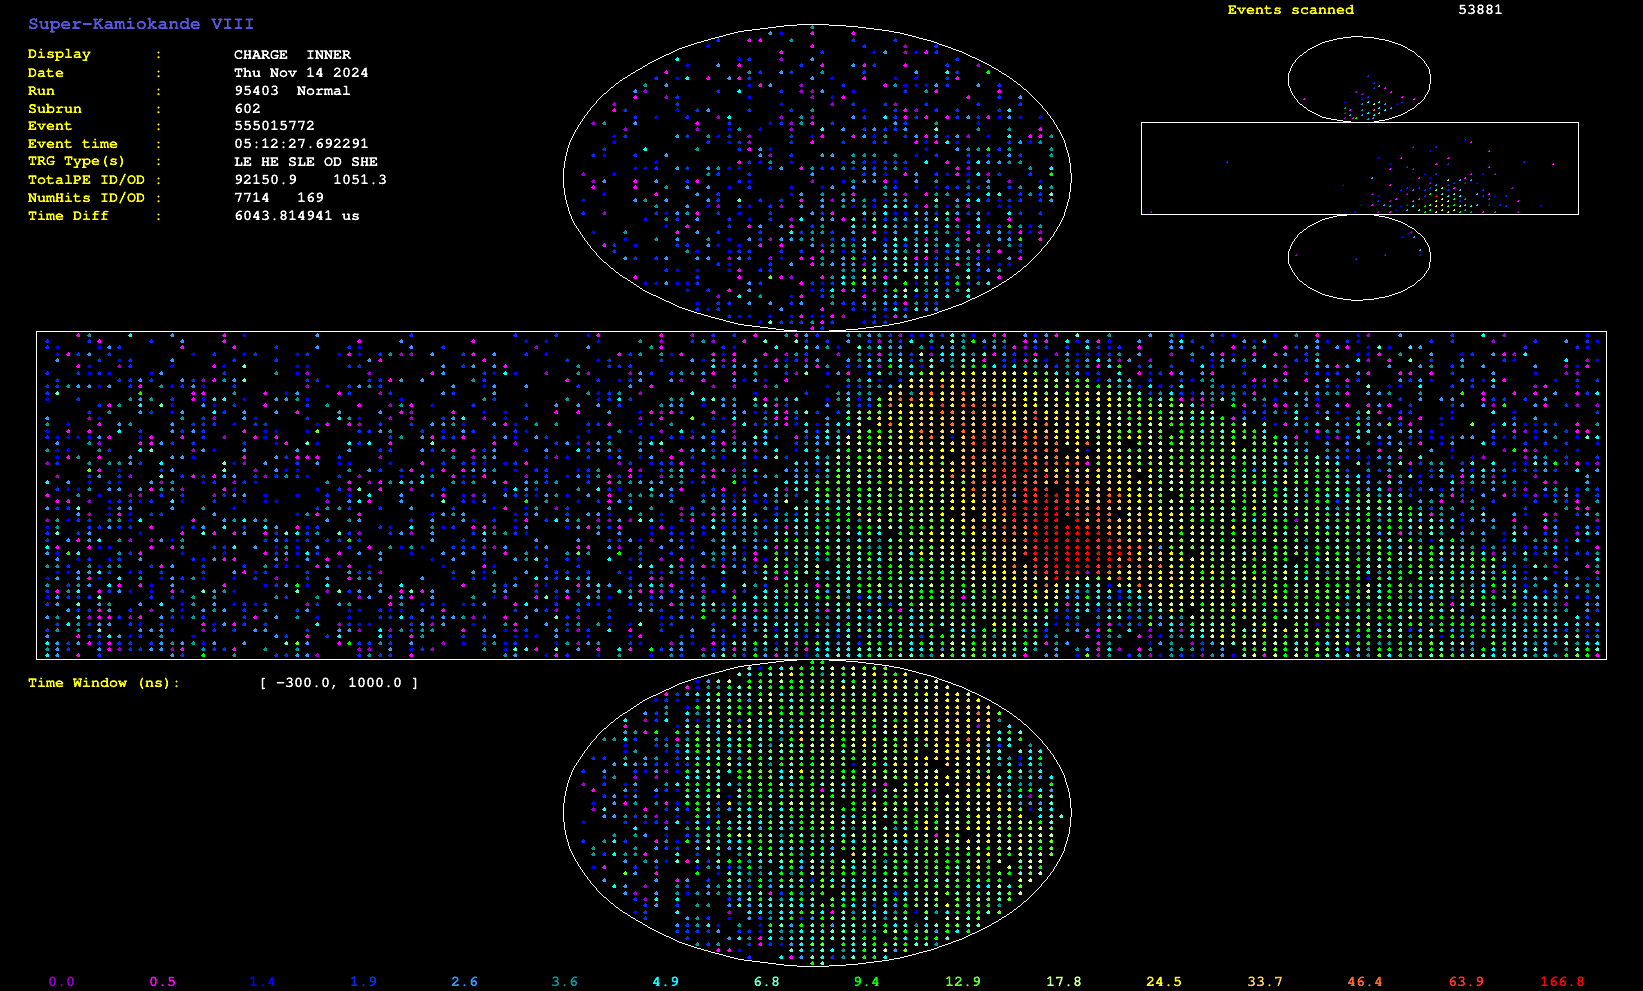 Super-Kamiokande VIII
Events scanned 53881
Display : CHARGE INNER
Date : Thu Nov 14 2024
Run : 95403 Normal
Subrun : 602
Event : 555015772
Event time : 05:12:27.692291
TRG Type(s) : LE HE SLE OD SHE
TotalPE ID/OD : 92150.9 1051.3
NumHits ID/OD : 7714 169
Time Diff : 6043.814941 us
Time Window (ns): [ -300.0, 1000.0 ]
0.0 0.5 1.4 1.9 2.6 3.6 4.9 6.8 9.4 12.9 17.8 24.5 33.7 46.4 63.9 166.8